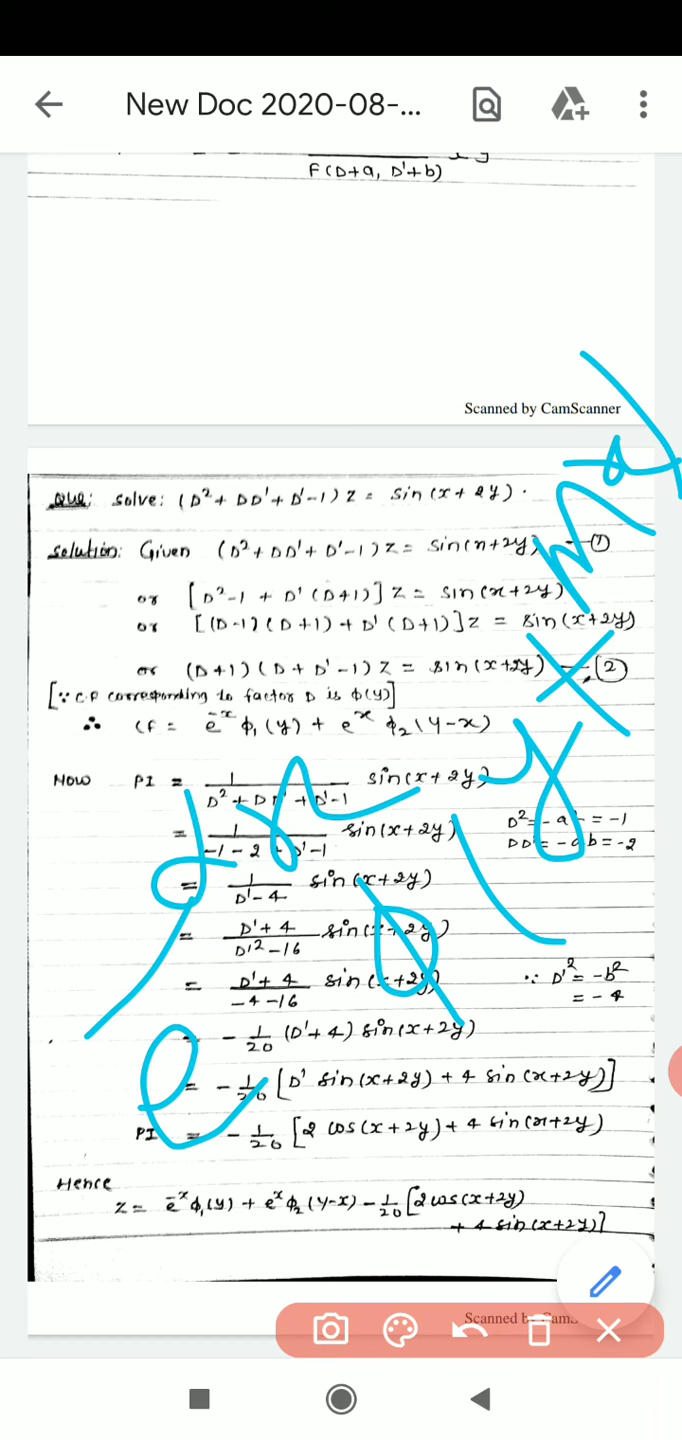 New Doc 2020-08-...
F(D+a, D'+b)
Scanned by CamScanner
Que: Solve: (D²+ DD'+ D'-1) Z = Sin (x+ 2y).
Solution: Given (D²+ DD'+ D'-1) Z = Sin(x+2y) — ①
or [D²-1 + D' (D+1)] Z = Sin(x+2y)
or [(D-1)(D+1) + D' (D+1)] Z = Sin(x+2y)
or (D+1) (D + D'-1) Z = Sin(x+2y) — ②
[∵ C.F corresponding to factor D is ϕ(y)]
∴ CF = e⁻ˣ ϕ₁(y) + eˣ ϕ₂(y-x)
Now PI = 1/(D²+DD'+D'-1) sin(x+2y)
= 1/(-1-2+D'-1) sin(x+2y) D²=-a²=-1
DD'=-ab=-2
= 1/(D'-4) sin(x+2y)
= (D'+4)/(D'²-16) sin(x+2y)
= (D'+4)/(-4-16) sin(x+2y) ∵ D'²=-b²
= -4
= -1/20 (D'+4) sin(x+2y)
= -1/20 [D' sin(x+2y) + 4 sin(x+2y)]
PI = -1/20 [2 cos(x+2y) + 4 sin(x+2y)
Hence
Z = e⁻ˣ ϕ₁(y) + eˣ ϕ₂(y-x) - 1/20 [2 cos(x+2y)
+ 4 sin(x+2y)]
e ϕ (y + mx)
Scanned